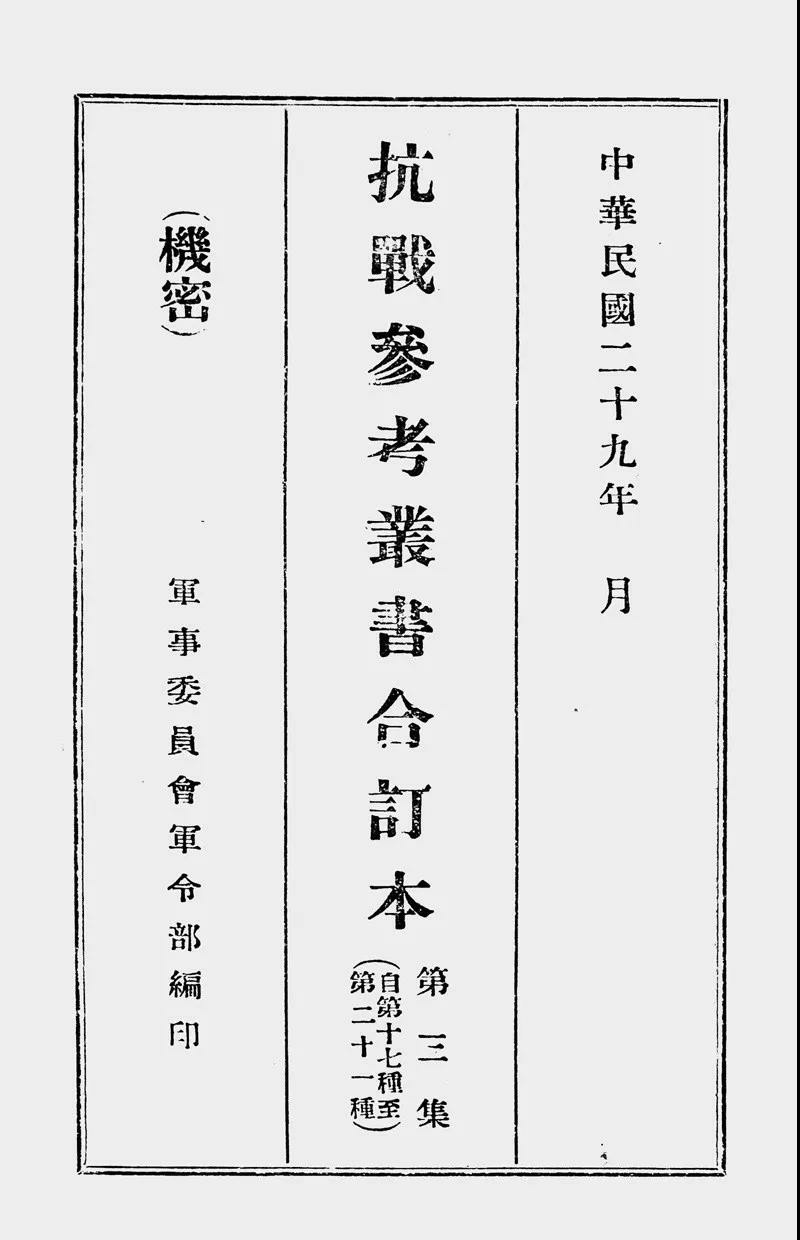 中華民國二十九年 月
抗戰參考叢書合訂本
第三集
(自第十七種至
第二十一種)
(機密)
軍事委員會軍令部編印